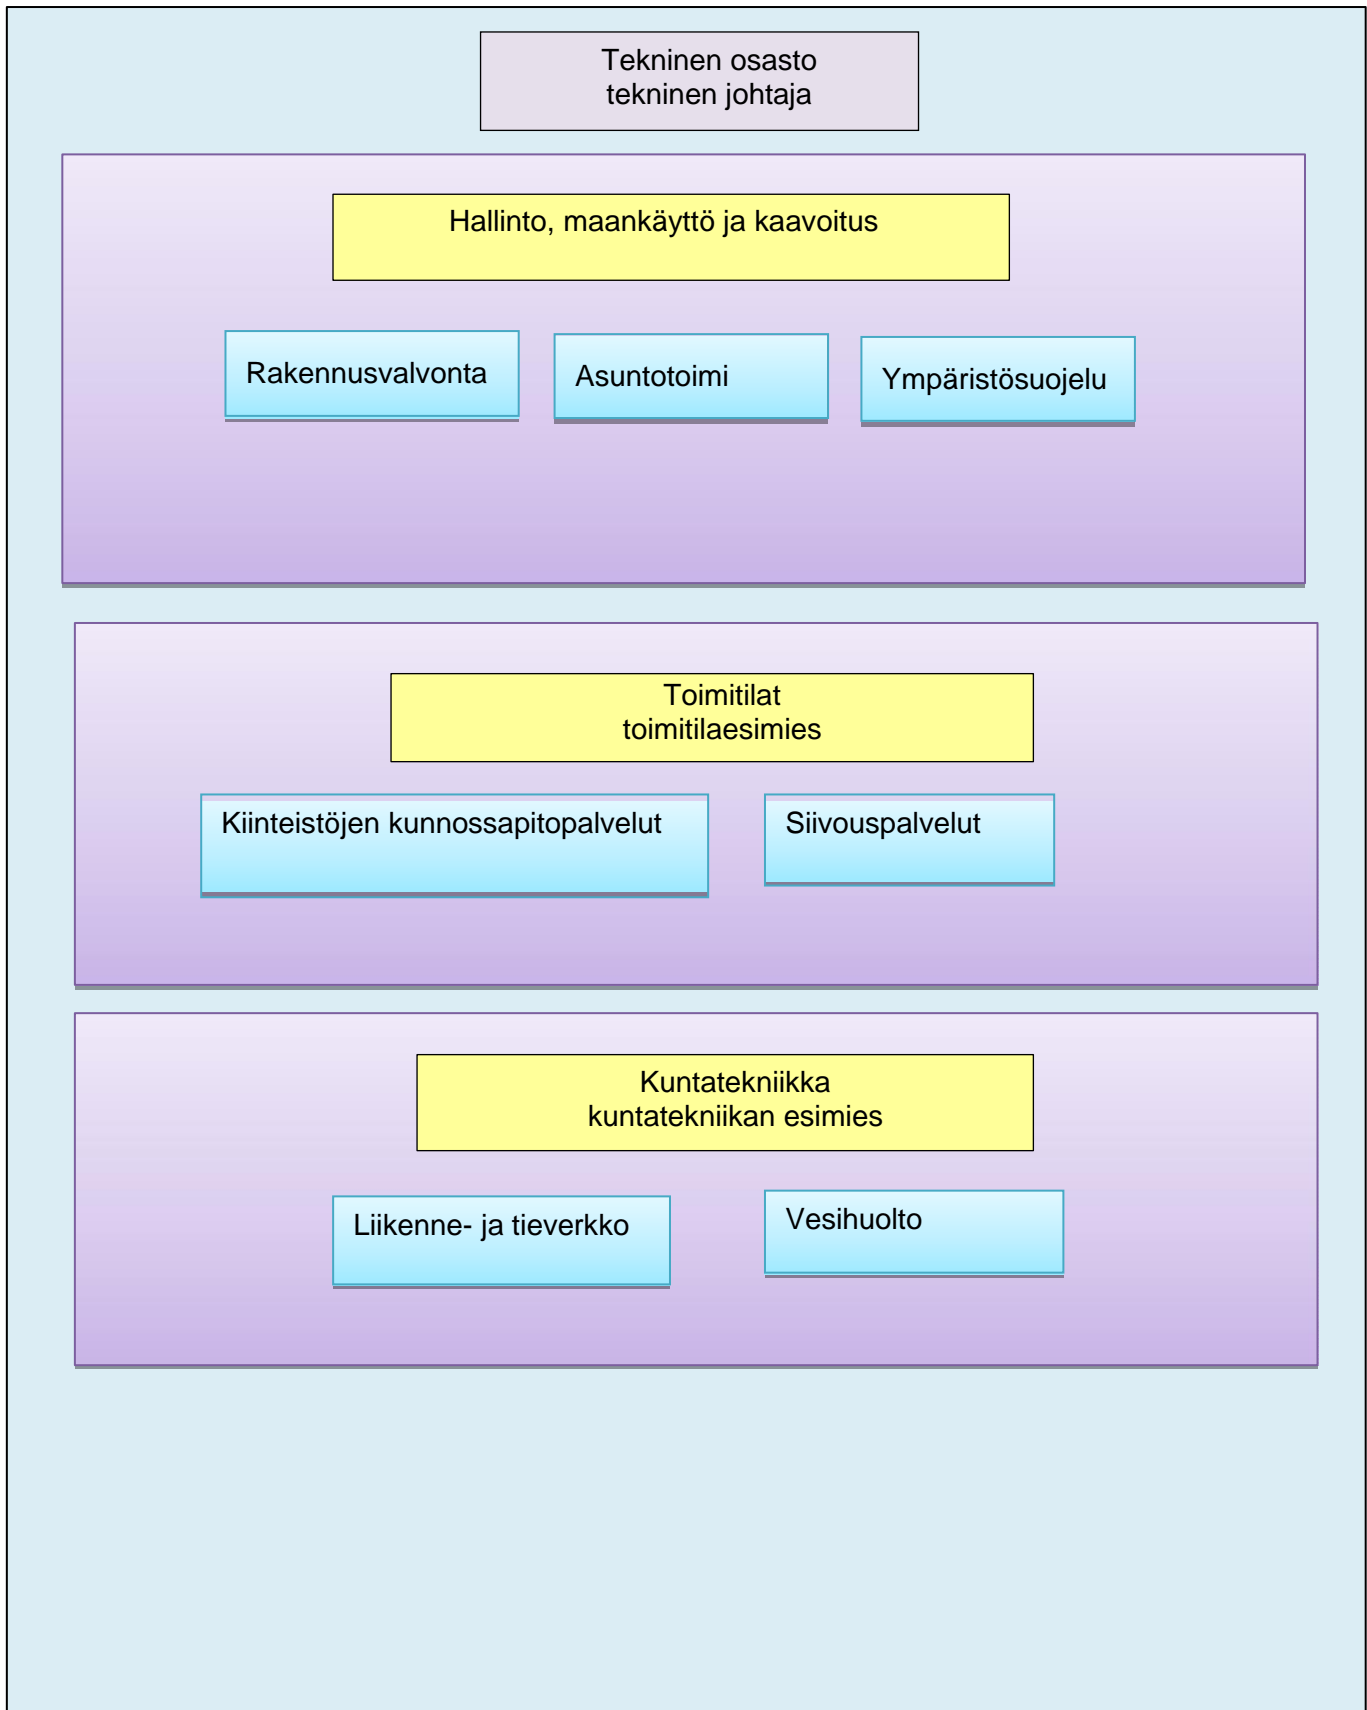 Tekninen osasto
tekninen johtaja
Hallinto, maankäyttö ja kaavoitus
Rakennusvalvonta
Asuntotoimi
Ympäristösuojelu
Toimitilat
toimitilaesimies
Kiinteistöjen kunnossapitopalvelut
Siivouspalvelut
Kuntatekniikka
kuntatekniikan esimies
Liikenne- ja tieverkko
Vesihuolto